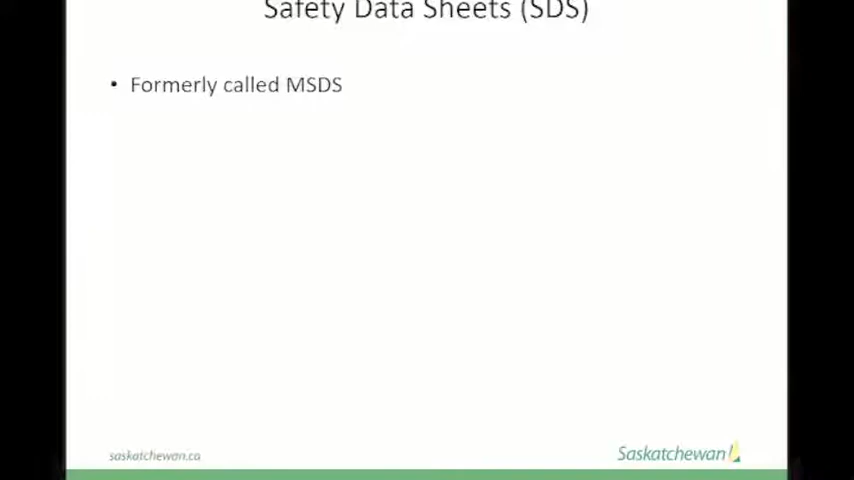 Safety Data Sheets (SDS)
• Formerly called MSDS
saskatchewan.ca
Saskatchewan